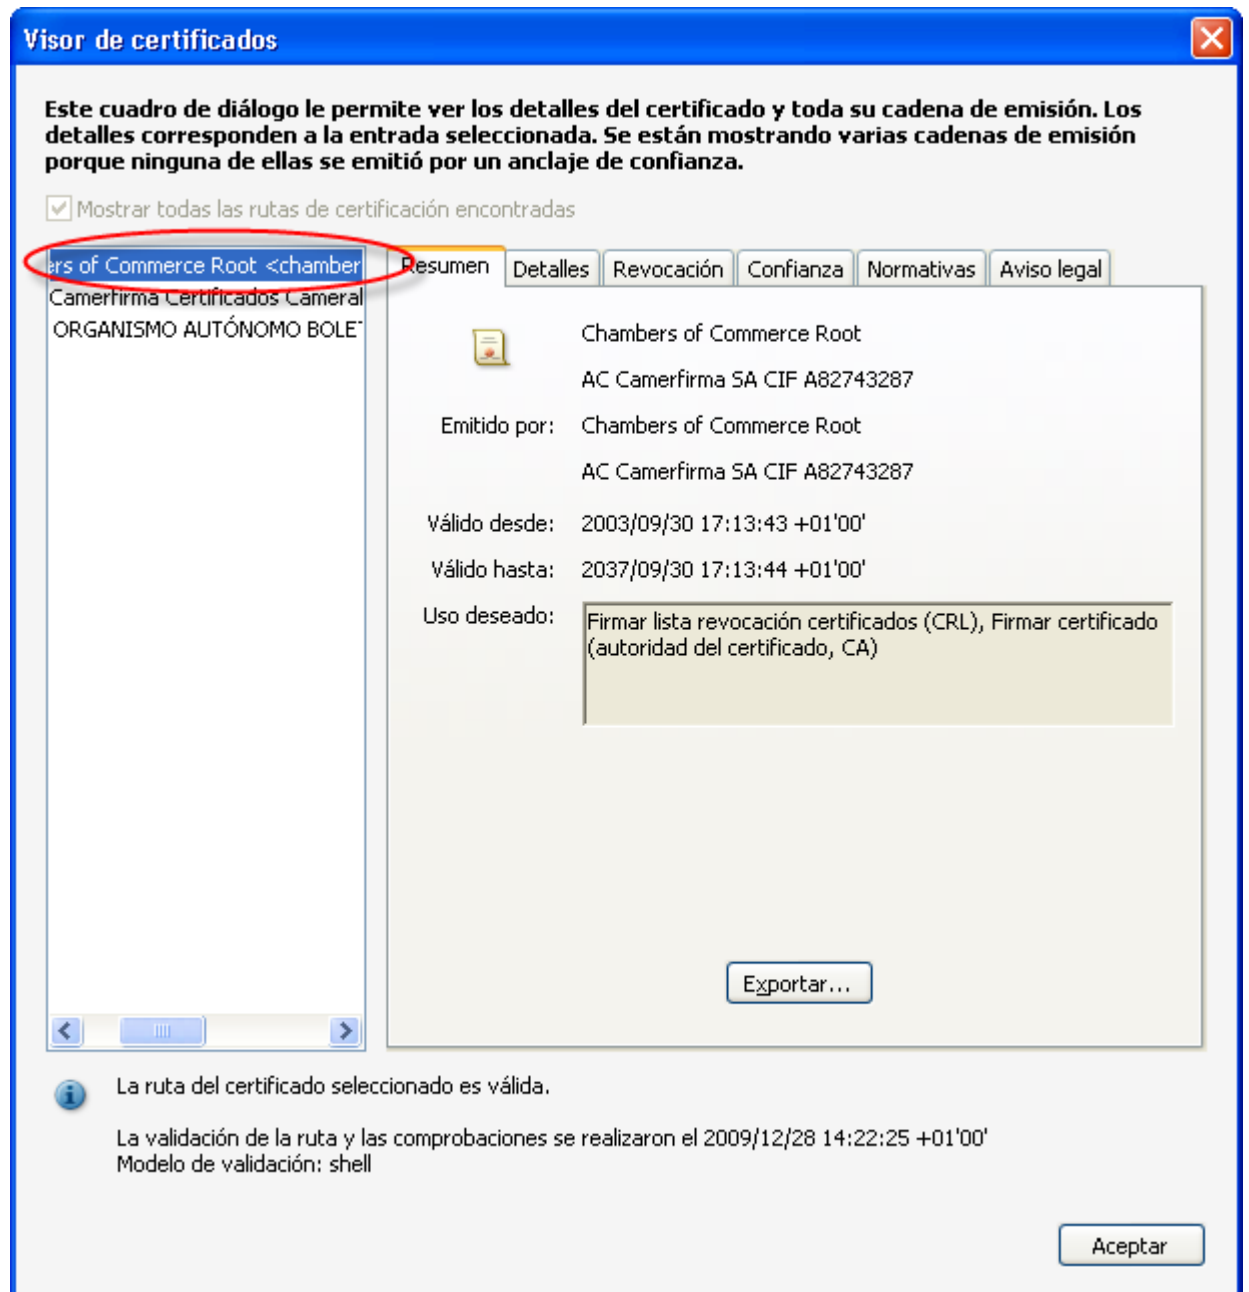 Visor de certificados
Este cuadro de diálogo le permite ver los detalles del certificado y toda su cadena de emisión. Los
detalles corresponden a la entrada seleccionada. Se están mostrando varias cadenas de emisión
porque ninguna de ellas se emitió por un anclaje de confianza.
Mostrar todas las rutas de certificación encontradas
ers of Commerce Root <chamber
Camerfirma Certificados Cameral
ORGANISMO AUTÓNOMO BOLET
Resumen
Detalles
Revocación
Confianza
Normativas
Aviso legal
Chambers of Commerce Root
AC Camerfirma SA CIF A82743287
Emitido por: Chambers of Commerce Root
AC Camerfirma SA CIF A82743287
Válido desde: 2003/09/30 17:13:43 +01'00'
Válido hasta: 2037/09/30 17:13:44 +01'00'
Uso deseado: Firmar lista revocación certificados (CRL), Firmar certificado
(autoridad del certificado, CA)
Exportar...
La ruta del certificado seleccionado es válida.
La validación de la ruta y las comprobaciones se realizaron el 2009/12/28 14:22:25 +01'00'
Modelo de validación: shell
Aceptar